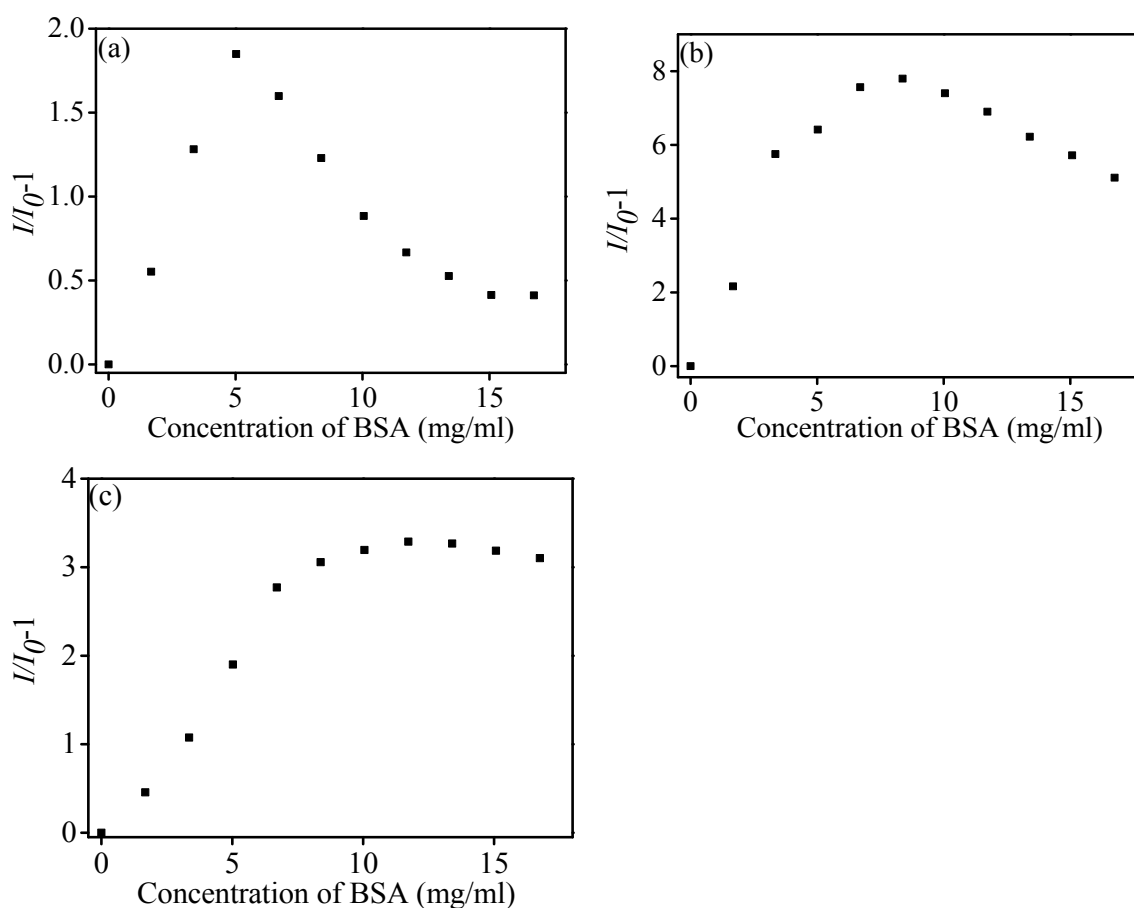 (a)
2.0
1.5
1.0
0.5
0.0
I/I0-1
0 5 10 15
Concentration of BSA (mg/ml)
(b)
8
6
4
2
0
I/I0-1
0 5 10 15
Concentration of BSA (mg/ml)
(c)
4
3
2
1
0
I/I0-1
0 5 10 15
Concentration of BSA (mg/ml)